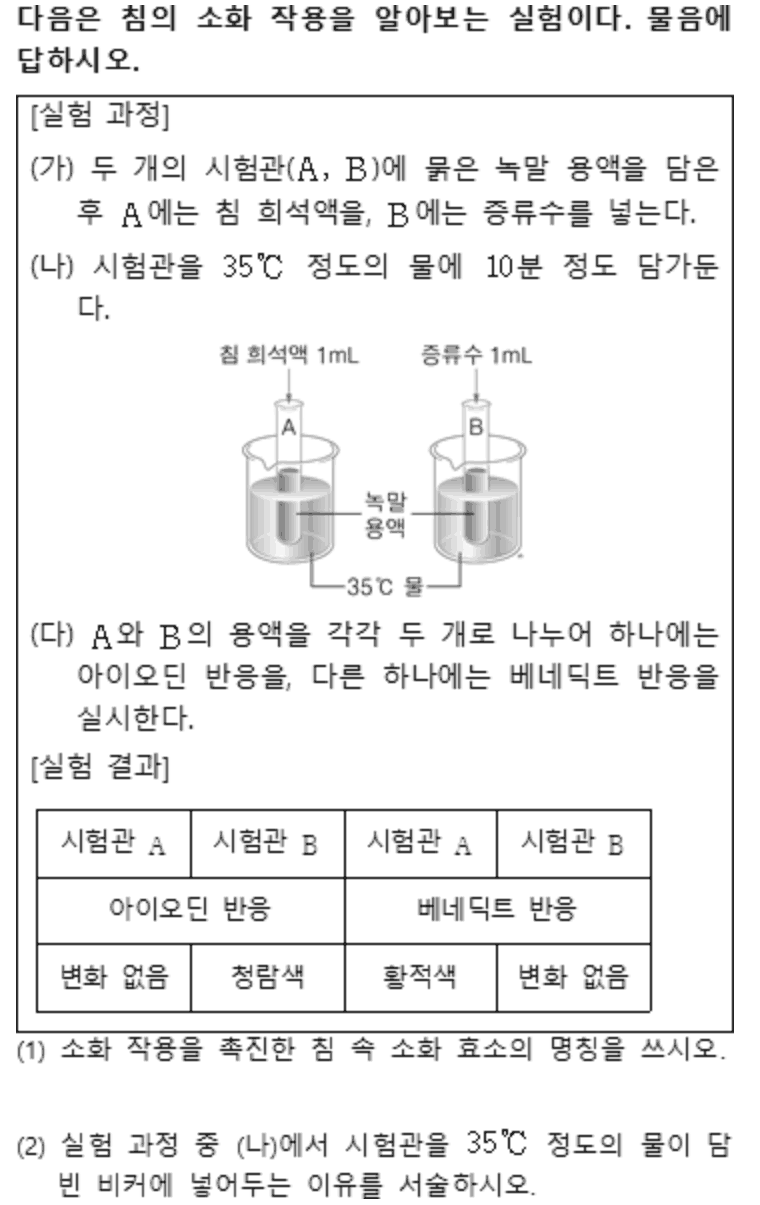 다음은 침의 소화 작용을 알아보는 실험이다. 물음에
답하시오.
[실험 과정]
(가) 두 개의 시험관(A, B)에 묽은 녹말 용액을 담은
후 A에는 침 희석액을, B에는 증류수를 넣는다.
(나) 시험관을 35℃ 정도의 물에 10분 정도 담가둔
다.
침 희석액 1mL 증류수 1mL
A B
녹말
용액
35℃ 물
(다) A와 B의 용액을 각각 두 개로 나누어 하나에는
아이오딘 반응을, 다른 하나에는 베네딕트 반응을
실시한다.
[실험 결과]
시험관 A 시험관 B 시험관 A 시험관 B
아이오딘 반응 베네딕트 반응
변화 없음 청람색 황적색 변화 없음
(1) 소화 작용을 촉진한 침 속 소화 효소의 명칭을 쓰시오.
(2) 실험 과정 중 (나)에서 시험관을 35℃ 정도의 물이 담
빈 비커에 넣어두는 이유를 서술하시오.